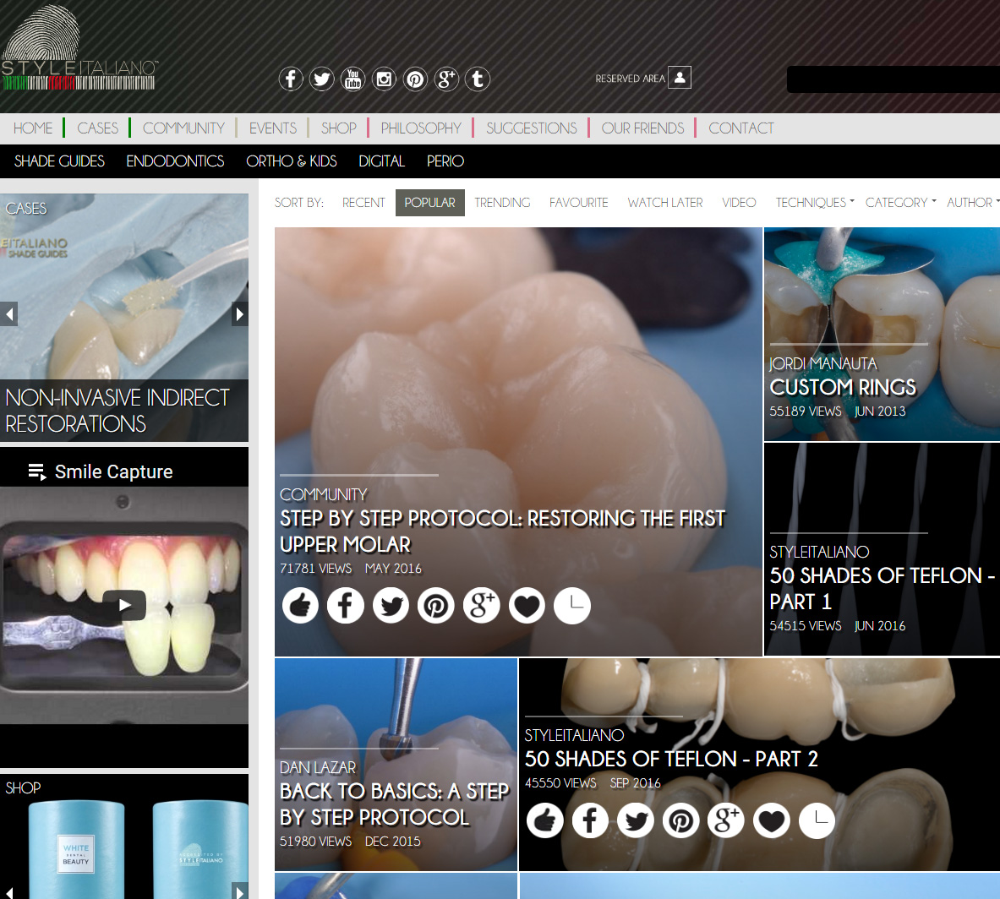 STYLEITALIANO™
You
Tube
g+
t
RESERVED AREA
HOME
CASES
COMMUNITY
EVENTS
SHOP
PHILOSOPHY
SUGGESTIONS
OUR FRIENDS
CONTACT
SHADE GUIDES
ENDODONTICS
ORTHO & KIDS
DIGITAL
PERIO
SORT BY:
RECENT
POPULAR
TRENDING
FAVOURITE
WATCH LATER
VIDEO
TECHNIQUES
CATEGORY
AUTHOR
CASES
EITALIANO
SHADE GUIDES
NON-INVASIVE INDIRECT
RESTORATIONS
Smile Capture
SHOP
WHITE
DENTAL
BEAUTY
STYLEITALIANO
COMMUNITY
STEP BY STEP PROTOCOL: RESTORING THE FIRST
UPPER MOLAR
71781 VIEWS MAY 2016
JORDI MANAUTA
CUSTOM RINGS
55189 VIEWS JUN 2013
STYLEITALIANO
50 SHADES OF TEFLON -
PART 1
54515 VIEWS JUN 2016
DAN LAZAR
BACK TO BASICS: A STEP
BY STEP PROTOCOL
51980 VIEWS DEC 2015
STYLEITALIANO
50 SHADES OF TEFLON - PART 2
45550 VIEWS SEP 2016